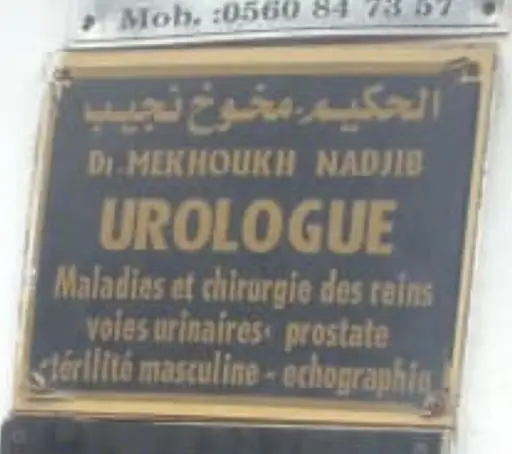 Mob. :0560 84 73 57
الحكيم.مخوخ نجيب
Dr.MEKHOUKH NADJIB
UROLOGUE
Maladies et chirurgie des reins
voies urinaires، prostate
stérilité masculine - echographie